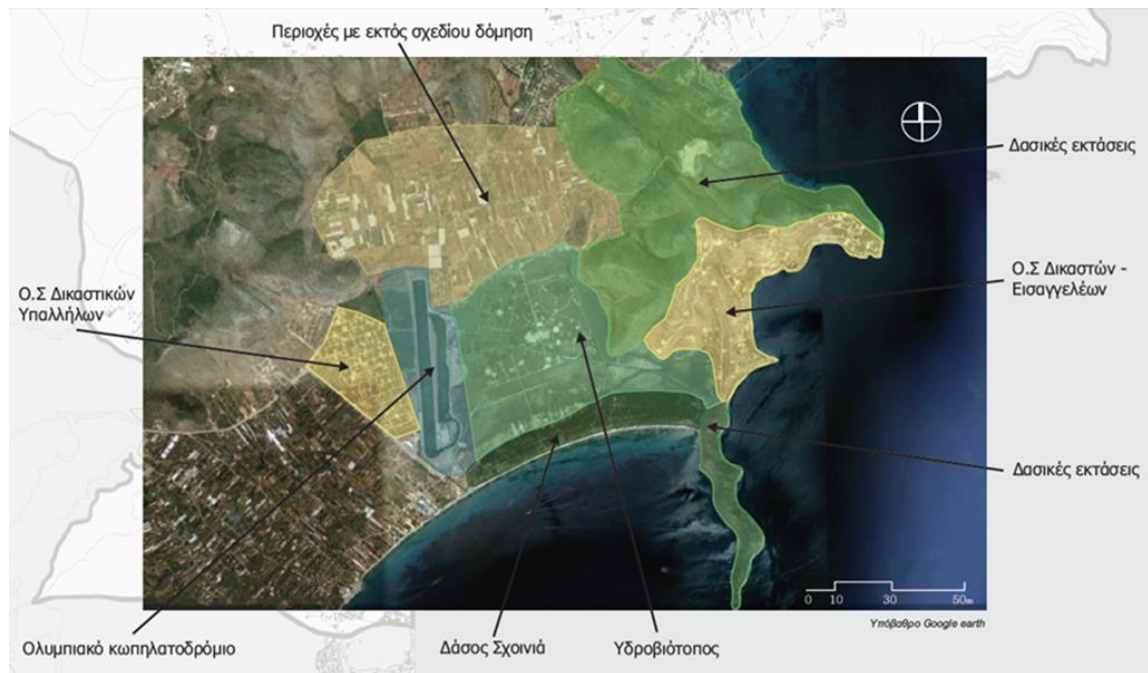 Περιοχές με εκτός σχεδίου δόμηση
Δασικές εκτάσεις
Ο.Σ Δικαστών -
Εισαγγελέων
Ο.Σ Δικαστικών
Υπαλλήλων
Δασικές εκτάσεις
0 10 30 50m
Υπόβαθρο Google earth
Ολυμπιακό κωπηλατοδρόμιο
Δάσος Σχοινιά
Υδροβιότοπος